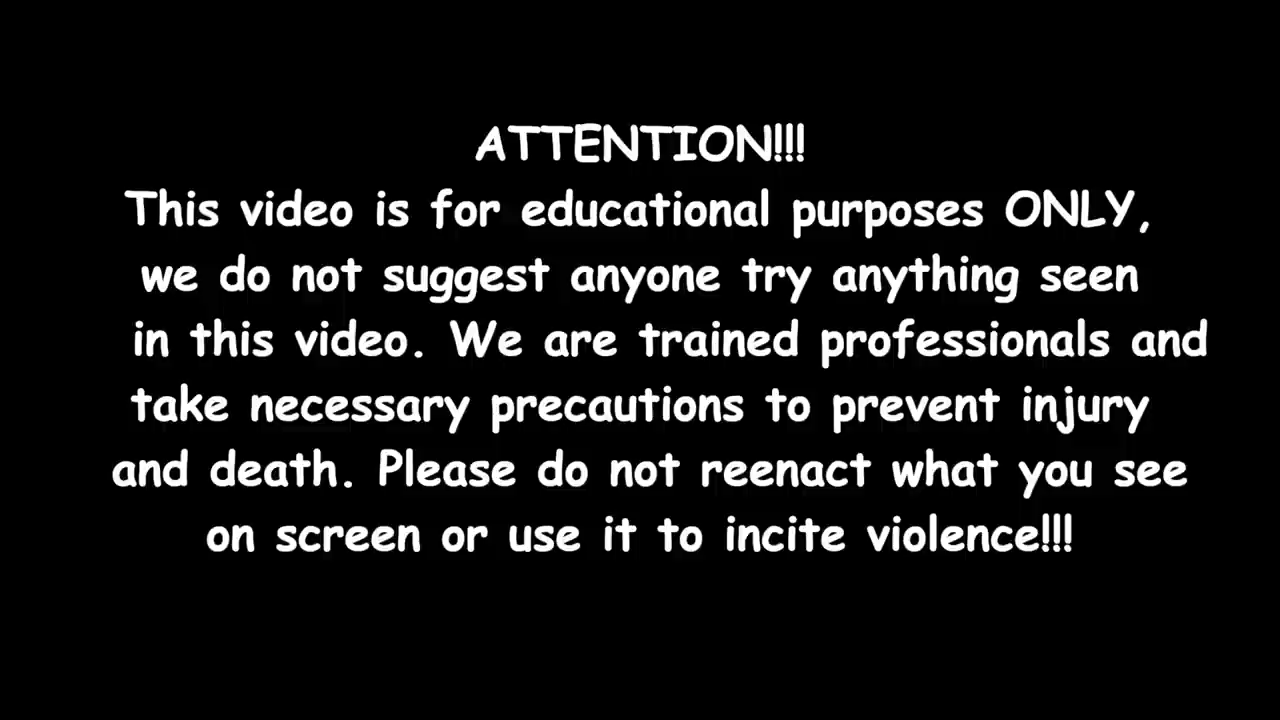 ATTENTION!!!
This video is for educational purposes ONLY,
we do not suggest anyone try anything seen
in this video. We are trained professionals and
take necessary precautions to prevent injury
and death. Please do not reenact what you see
on screen or use it to incite violence!!!